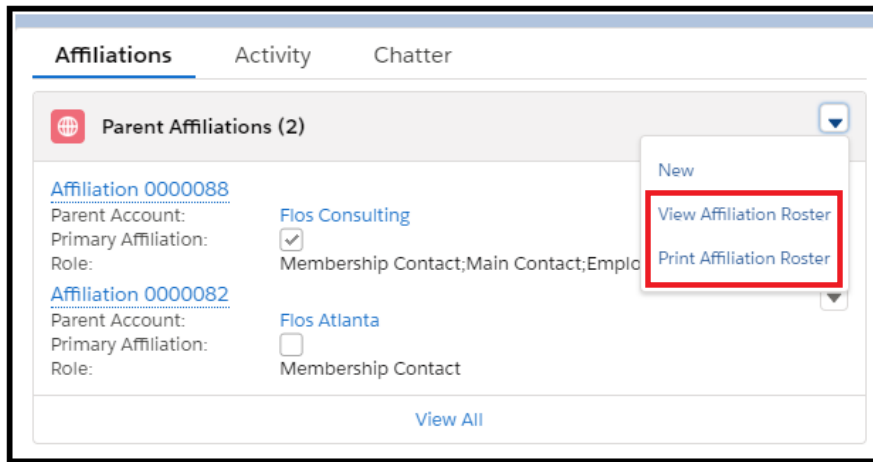 Affiliations Activity Chatter
Parent Affiliations (2)
New
View Affiliation Roster
Print Affiliation Roster
Affiliation 0000088
Parent Account: Flos Consulting
Primary Affiliation:
Role: Membership Contact;Main Contact;Emplo
Affiliation 0000082
Parent Account: Flos Atlanta
Primary Affiliation:
Role: Membership Contact
View All